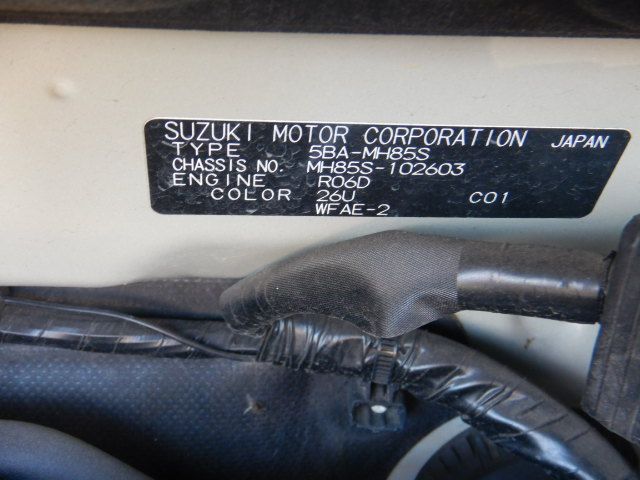 SUZUKI MOTOR CORPORATION JAPAN
TYPE 5BA-MH85S
CHASSIS NO. MH85S-102603
ENGINE R06D
COLOR 26U C01
WFAE-2